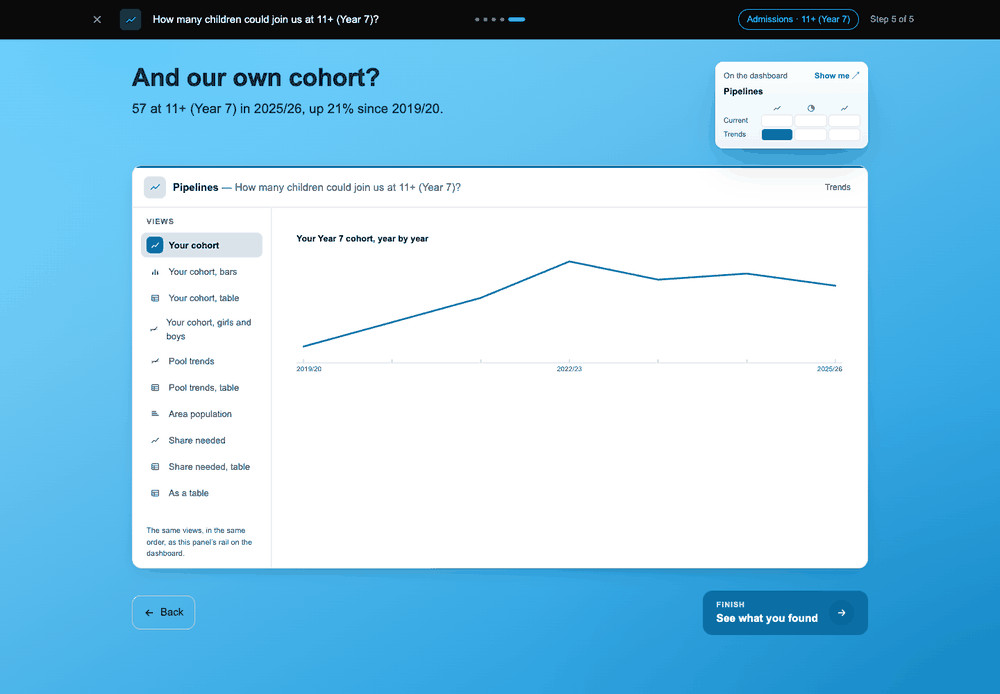 How many children could join us at 11+ (Year 7)?
Admissions · 11+ (Year 7)
Step 5 of 5
And our own cohort?
57 at 11+ (Year 7) in 2025/26, up 21% since 2019/20.
On the dashboard
Show me
Pipelines
Current
Trends
Pipelines — How many children could join us at 11+ (Year 7)?
Trends
VIEWS
Your cohort
Your cohort, bars
Your cohort, table
Your cohort, girls and
boys
Pool trends
Pool trends, table
Area population
Share needed
Share needed, table
As a table
The same views, in the same
order, as this panel's rail on the
dashboard.
Your Year 7 cohort, year by year
2019/20
2022/23
2025/26
Back
FINISH
See what you found